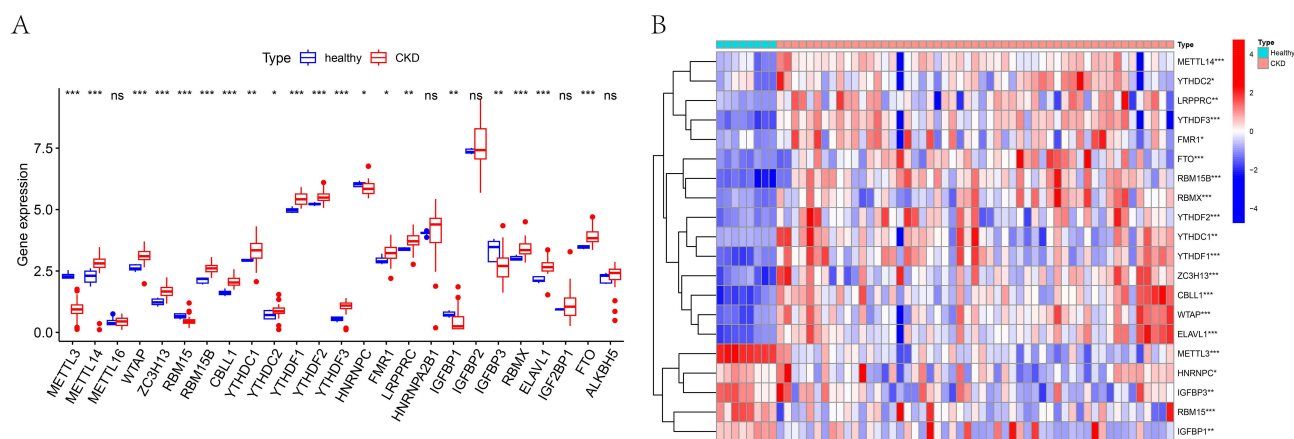 A
Type healthy CKD
*** *** ns *** *** *** *** *** ** * *** *** *** * * ** ns ** ns ** *** *** ns *** ns
Gene expression
7.5
5.0
2.5
0.0
METTL3
METTL14
METTL16
WTAP
ZC3H13
RBM15
RBM15B
CBLL1
YTHDC1
YTHDC2
YTHDF1
YTHDF2
YTHDF3
HNRNPC
FMR1
LRPPRC
HNRNPA2B1
IGFBP1
IGFBP2
IGFBP3
RBMX
ELAVL1
IGF2BP1
FTO
ALKBH5
B
Type
METTL14***
YTHDC2*
LRPPRC**
YTHDF3***
FMR1*
FTO***
RBM15B***
RBMX***
YTHDF2***
YTHDC1**
YTHDF1***
ZC3H13***
CBLL1***
WTAP***
ELAVL1***
METTL3***
HNRNPC*
IGFBP3**
RBM15***
IGFBP1**
4
2
0
-2
-4
Type
Healthy
CKD